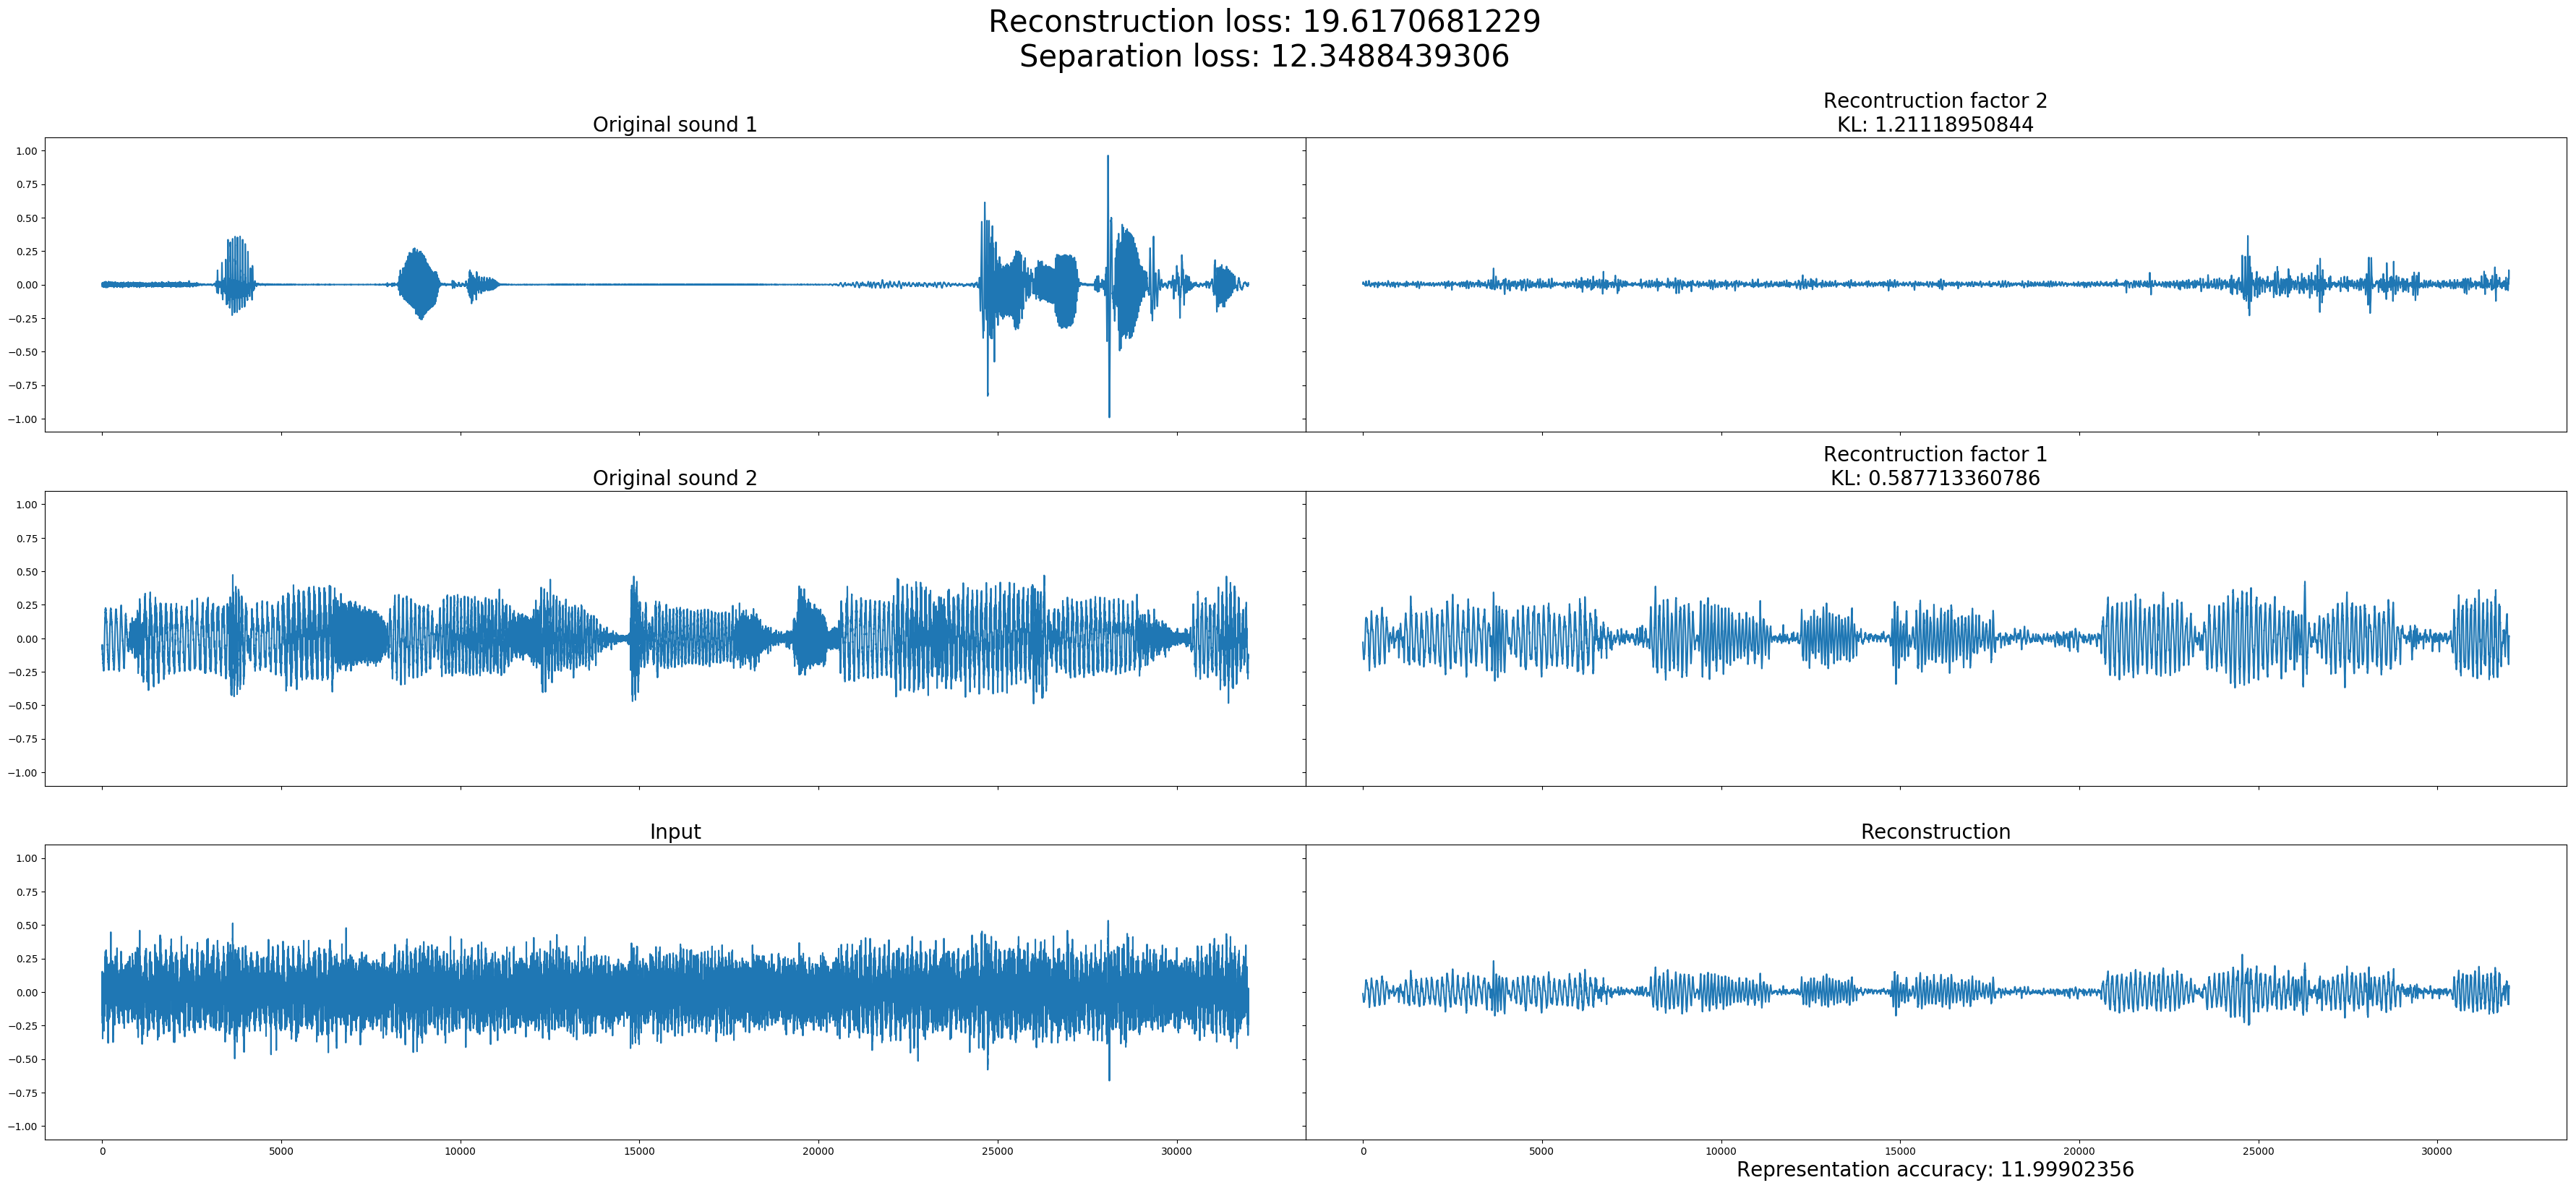 Reconstruction loss: 19.6170681229
Separation loss: 12.3488439306
Original sound 1
Recontruction factor 2
KL: 1.21118950844
1.00
0.75
0.50
0.25
0.00
−0.25
−0.50
−0.75
−1.00
Original sound 2
Recontruction factor 1
KL: 0.587713360786
1.00
0.75
0.50
0.25
0.00
−0.25
−0.50
−0.75
−1.00
Input
Reconstruction
1.00
0.75
0.50
0.25
0.00
−0.25
−0.50
−0.75
−1.00
0 5000 10000 15000 20000 25000 30000
0 5000 10000 15000 20000 25000 30000
Representation accuracy: 11.99902356